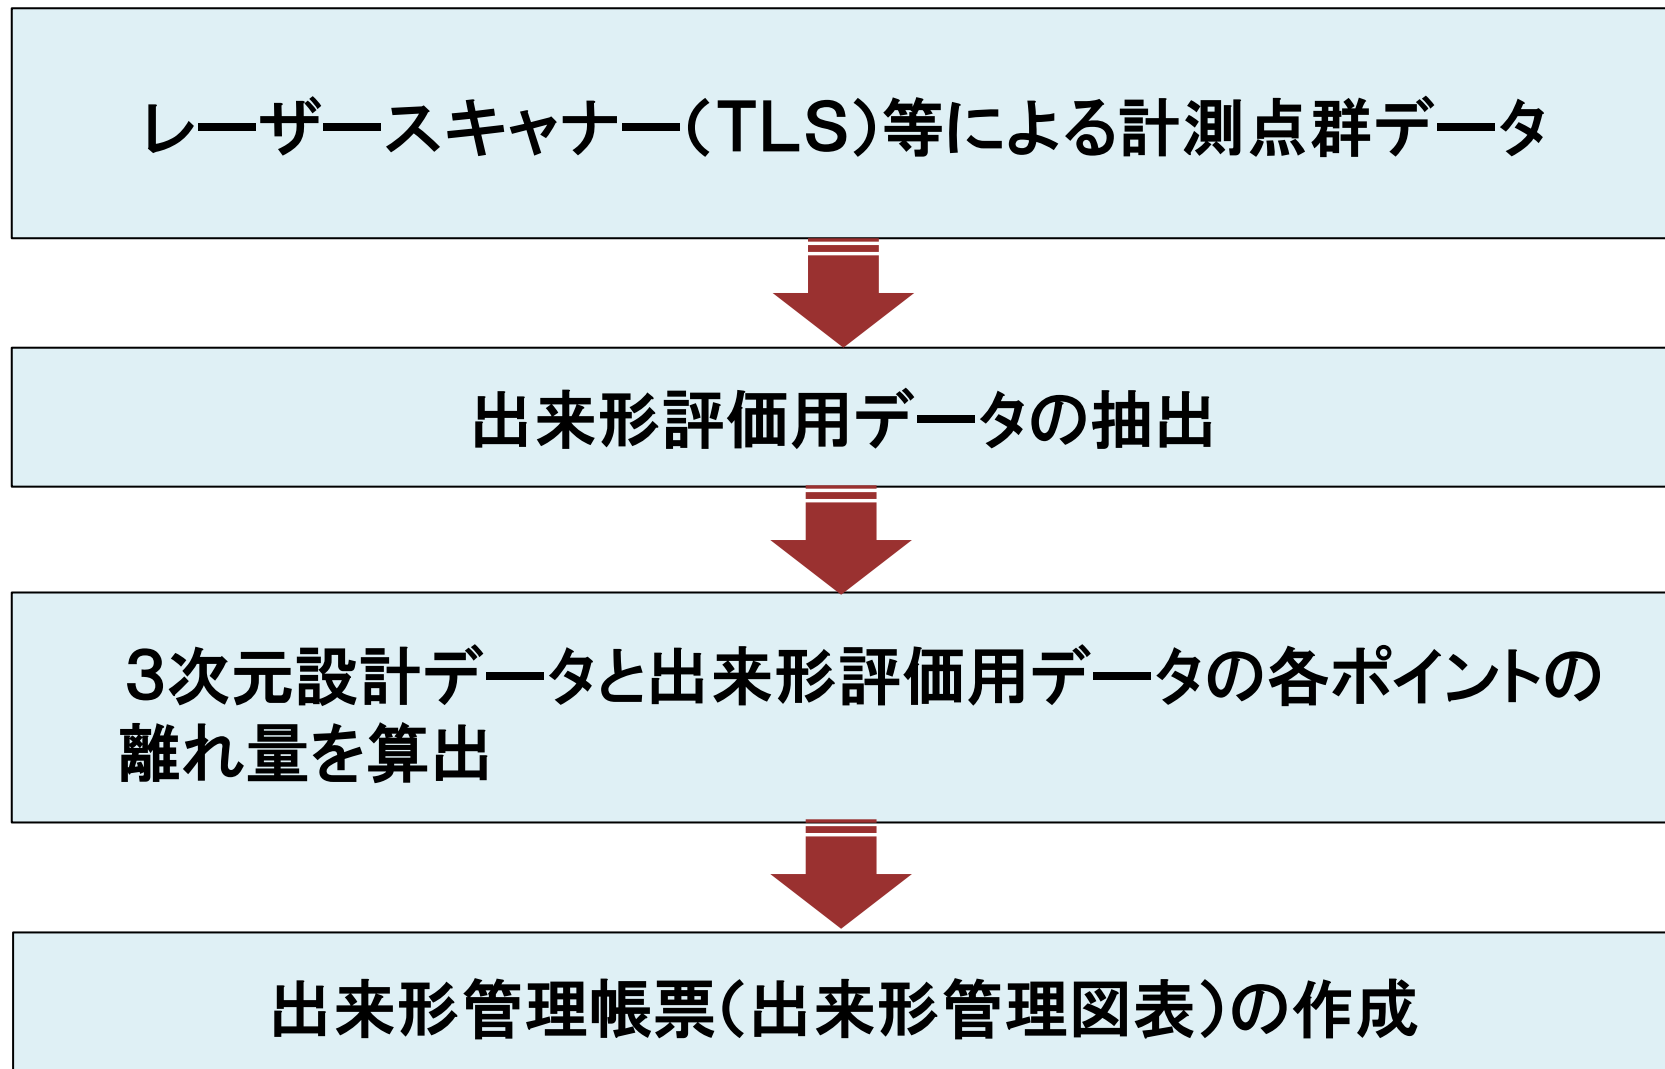 レーザースキャナー（TLS）等による計測点群データ
出来形評価用データの抽出
３次元設計データと出来形評価用データの各ポイントの
離れ量を算出
出来形管理帳票（出来形管理図表）の作成